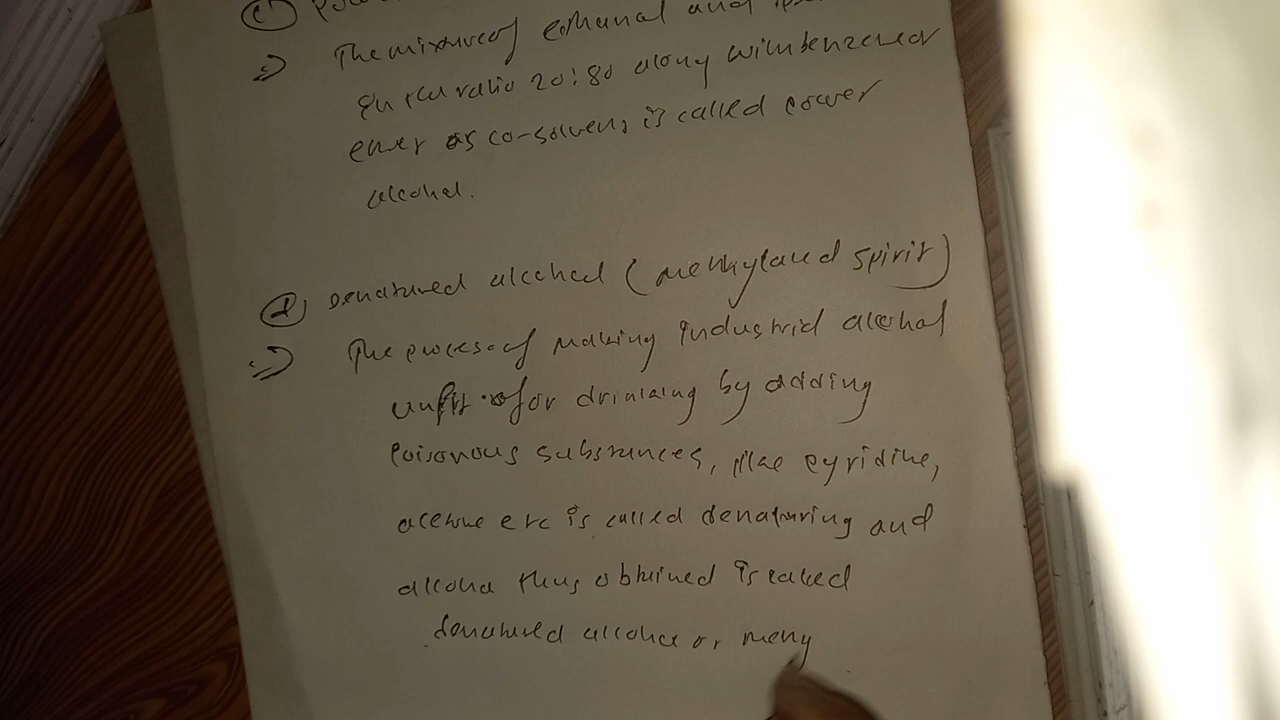 (c) Powe
=> The mixture of ethanol and
in the ratio 20:80 along with benzene or
ether as co-solvent is called power
alcohol.
(d) Denatured alcohol (methylated spirit)
=> The process of making industrial alcohol
unfit for drinking by adding
poisonous substances, like pyridine,
acetone etc is called denaturing and
alcohol thus obtained is called
denatured alcohol or methy